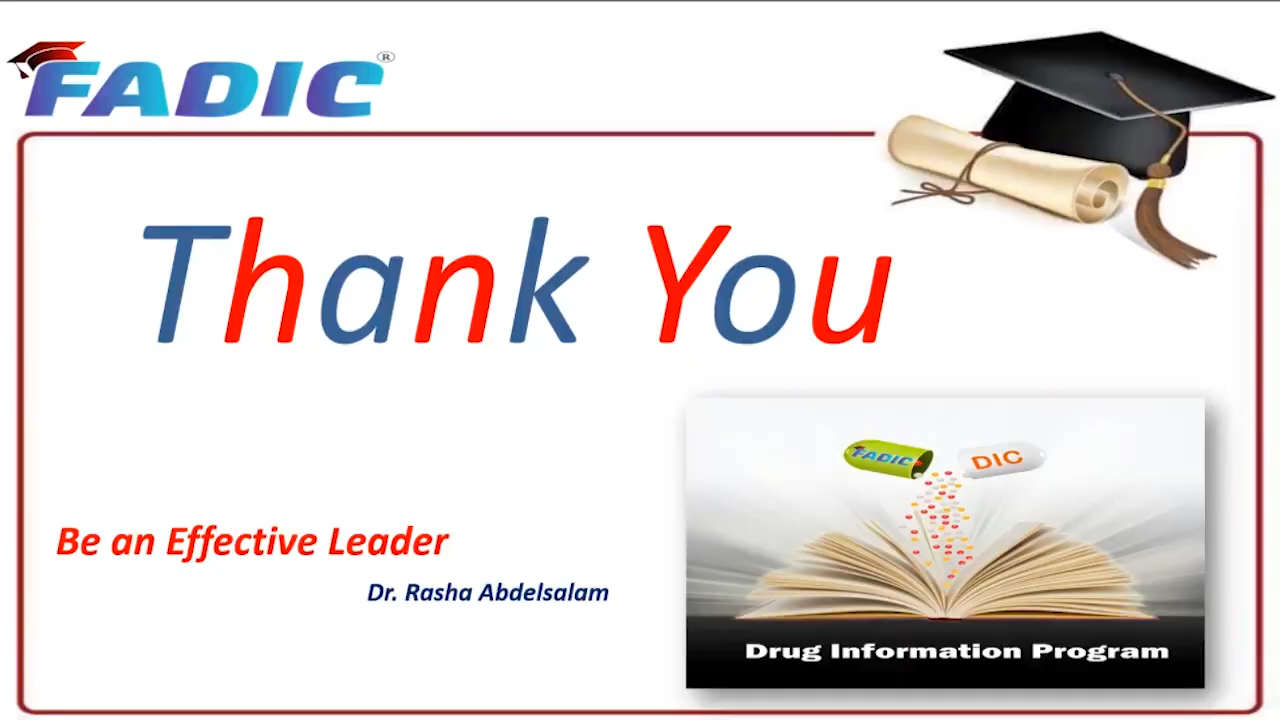 FADIC®
Thank You
FADIC DIC
Be an Effective Leader
Dr. Rasha Abdelsalam
Drug Information Program